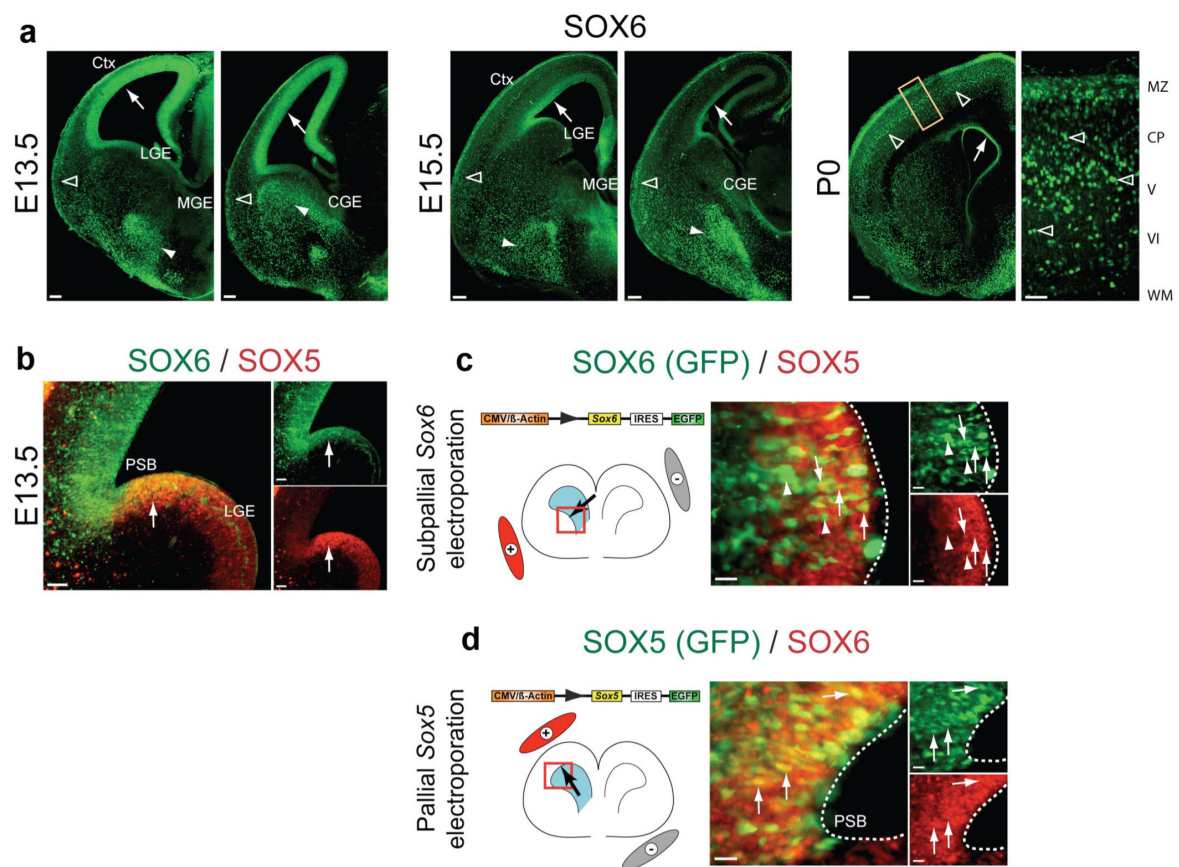 SOX6
a
E13.5
Ctx
LGE
MGE
CGE
E15.5
Ctx
LGE
MGE
CGE
P0
MZ
CP
V
VI
WM
b
SOX6 / SOX5
E13.5
PSB
LGE
c
SOX6 (GFP) / SOX5
Subpallial Sox6
electroporation
CMV/ß-Actin Sox6 IRES EGFP
-
+
d
SOX5 (GFP) / SOX6
Pallial Sox5
electroporation
CMV/ß-Actin Sox5 IRES EGFP
+
-
PSB